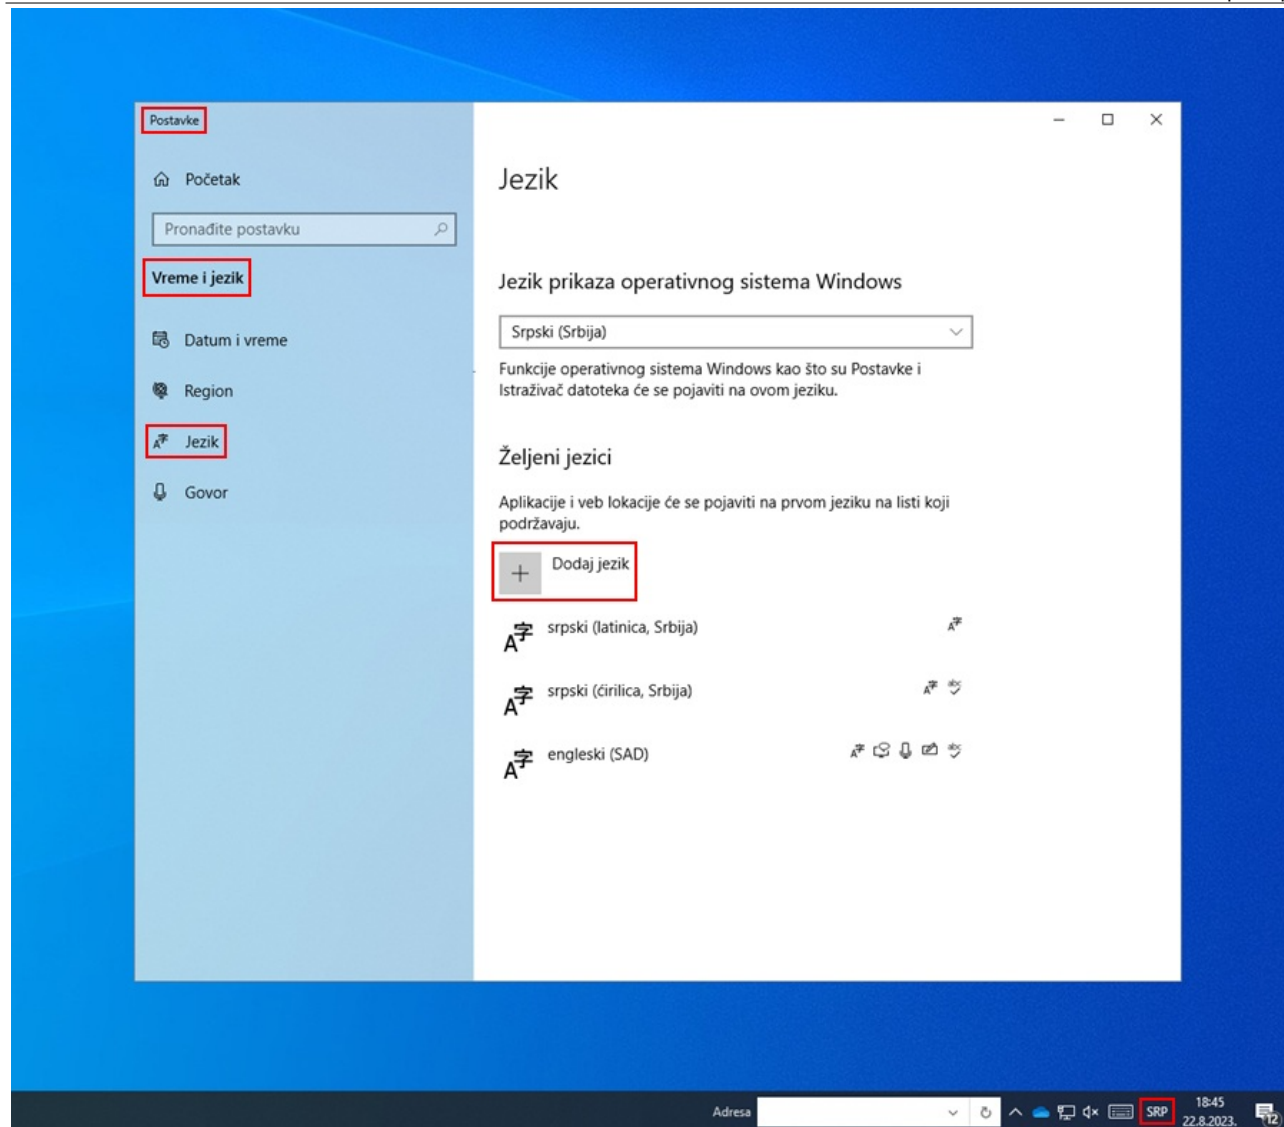 Postavke
Početak
Pronađite postavku
Vreme i jezik
Datum i vreme
Region
Jezik
Govor
Jezik
Jezik prikaza operativnog sistema Windows
Srpski (Srbija)
Funkcije operativnog sistema Windows kao što su Postavke i
Istraživač datoteka će se pojaviti na ovom jeziku.
Željeni jezici
Aplikacije i veb lokacije će se pojaviti na prvom jeziku na listi koji
podržavaju.
Dodaj jezik
srpski (latinica, Srbija)
srpski (ćirilica, Srbija)
engleski (SAD)
Adresa
SRP
18:45
22.8.2023.
12